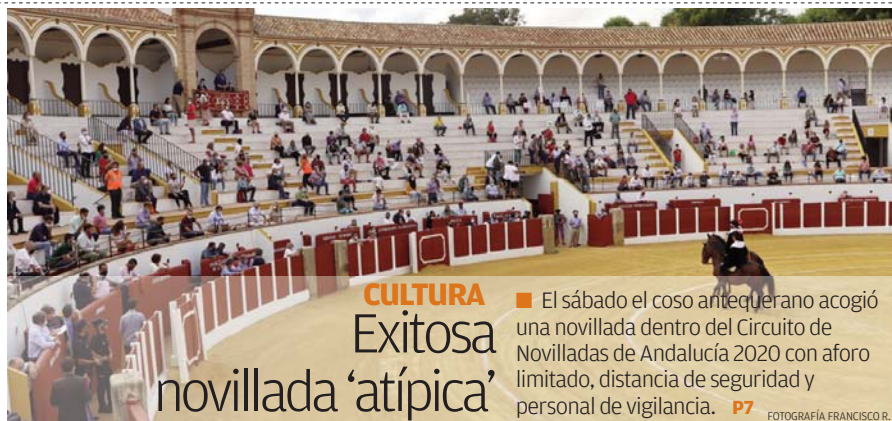 CULTURA
Exitosa
novillada ‘atípica’
■ El sábado el coso antequerano acogió
una novillada dentro del Circuito de
Novilladas de Andalucía 2020 con aforo
limitado, distancia de seguridad y
personal de vigilancia. P7
FOTOGRAFÍA FRANCISCO R.